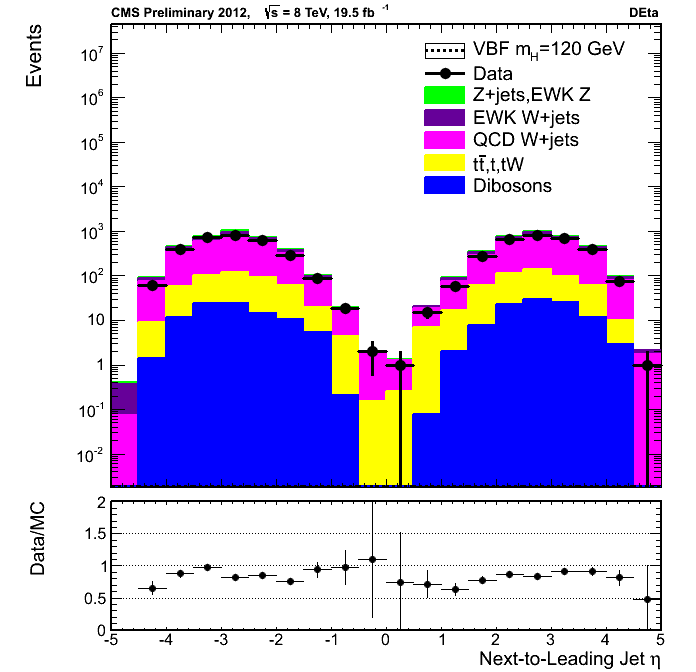 CMS Preliminary 2012, √s = 8 TeV, 19.5 fb⁻¹ DEta
Events
10⁷
10⁶
10⁵
10⁴
10³
10²
10
1
10⁻¹
10⁻²
VBF m_H=120 GeV
Data
Z+jets,EWK Z
EWK W+jets
QCD W+jets
tt̄,t,tW
Dibosons
Data/MC
2
1.5
1
0.5
0
-5 -4 -3 -2 -1 0 1 2 3 4 5
Next-to-Leading Jet η